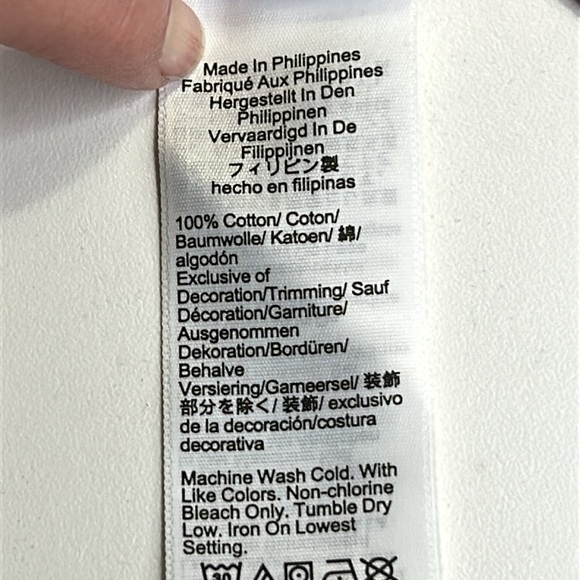 Made In Philippines
Fabriqué Aux Philippines
Hergestellt In Den
Philippinen
Vervaardigd In De
Filippijnen
フィリピン製
hecho en filipinas
100% Cotton/ Coton/
Baumwolle/ Katoen/ 綿/
algodón
Exclusive of
Decoration/Trimming/ Sauf
Décoration/Garniture/
Ausgenommen
Dekoration/Bordüren/
Behalve
Versiering/Garneersel/ 装飾
部分を除く/ 装飾/ exclusivo
de la decoración/costura
decorativa
Machine Wash Cold. With
Like Colors. Non-chlorine
Bleach Only. Tumble Dry
Low. Iron On Lowest
Setting.
30